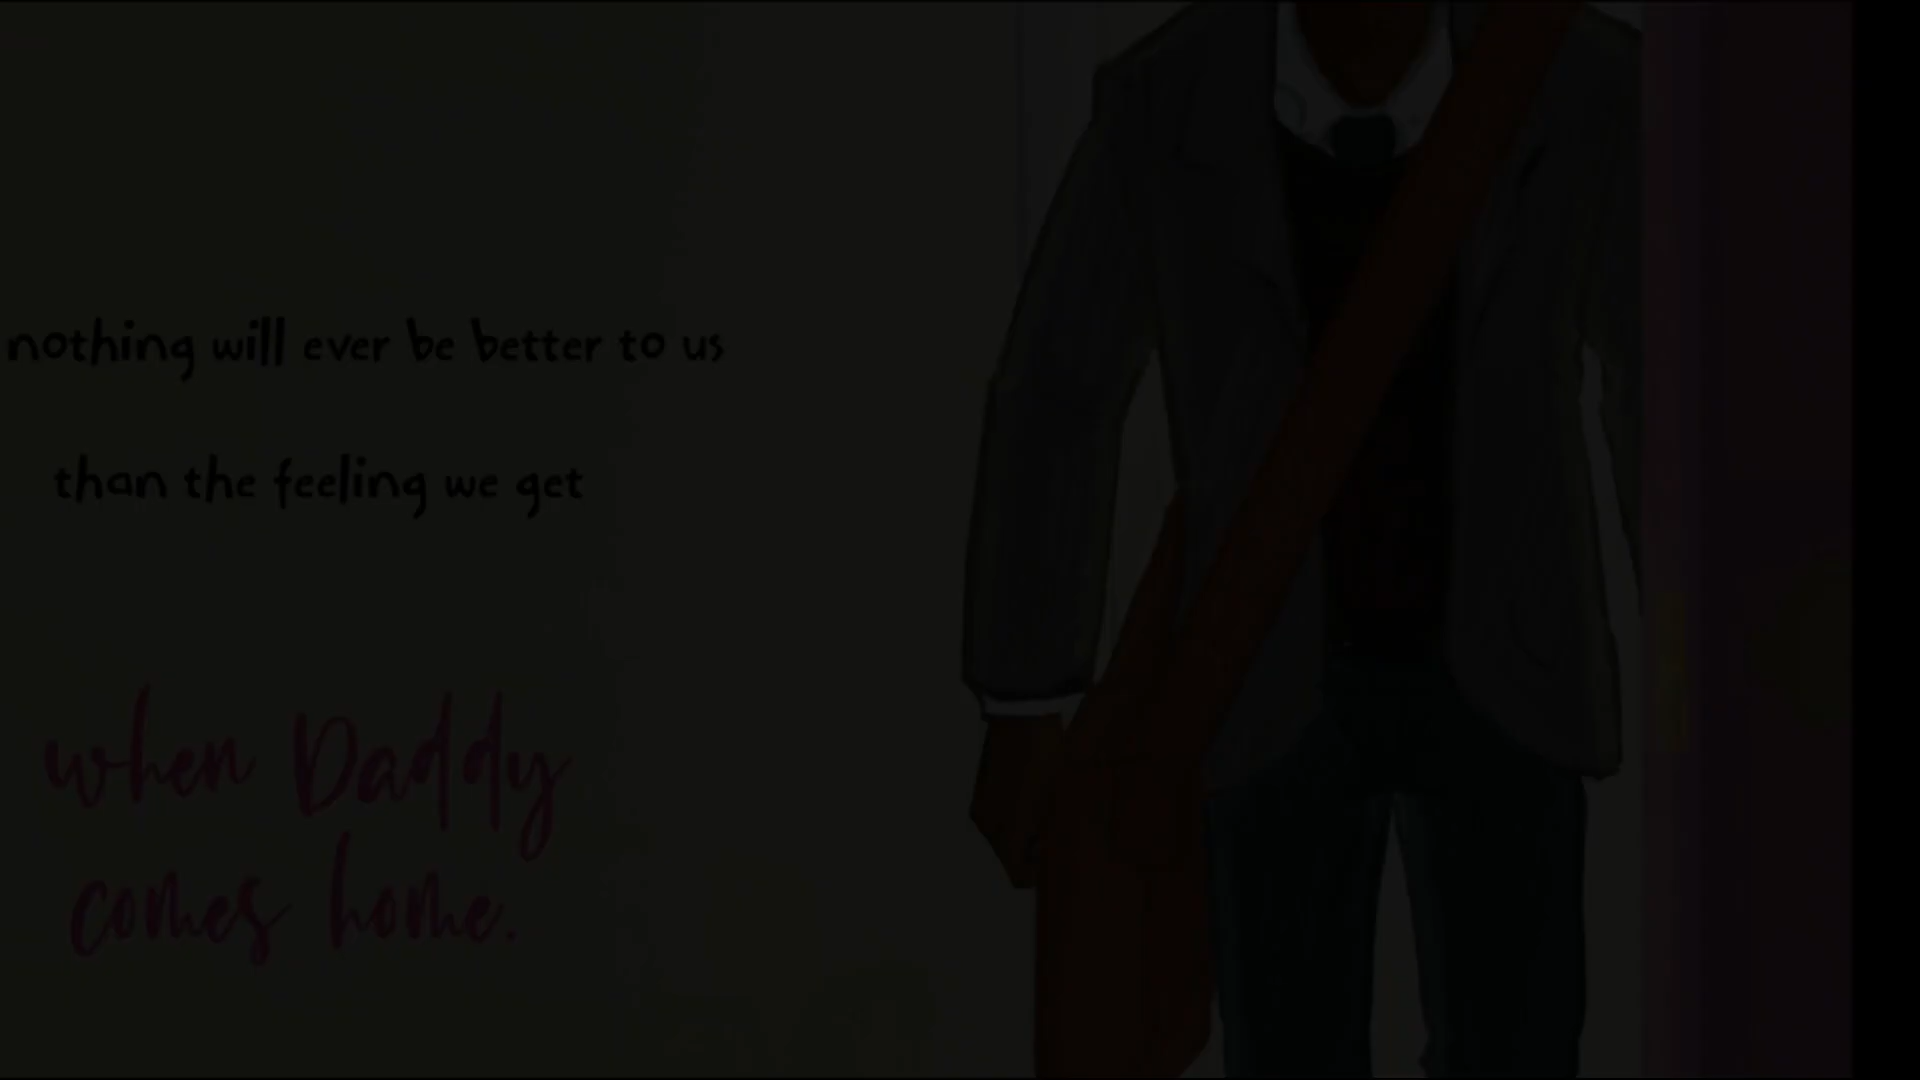 nothing will ever be better to us
than the feeling we get
when Daddy
comes home.